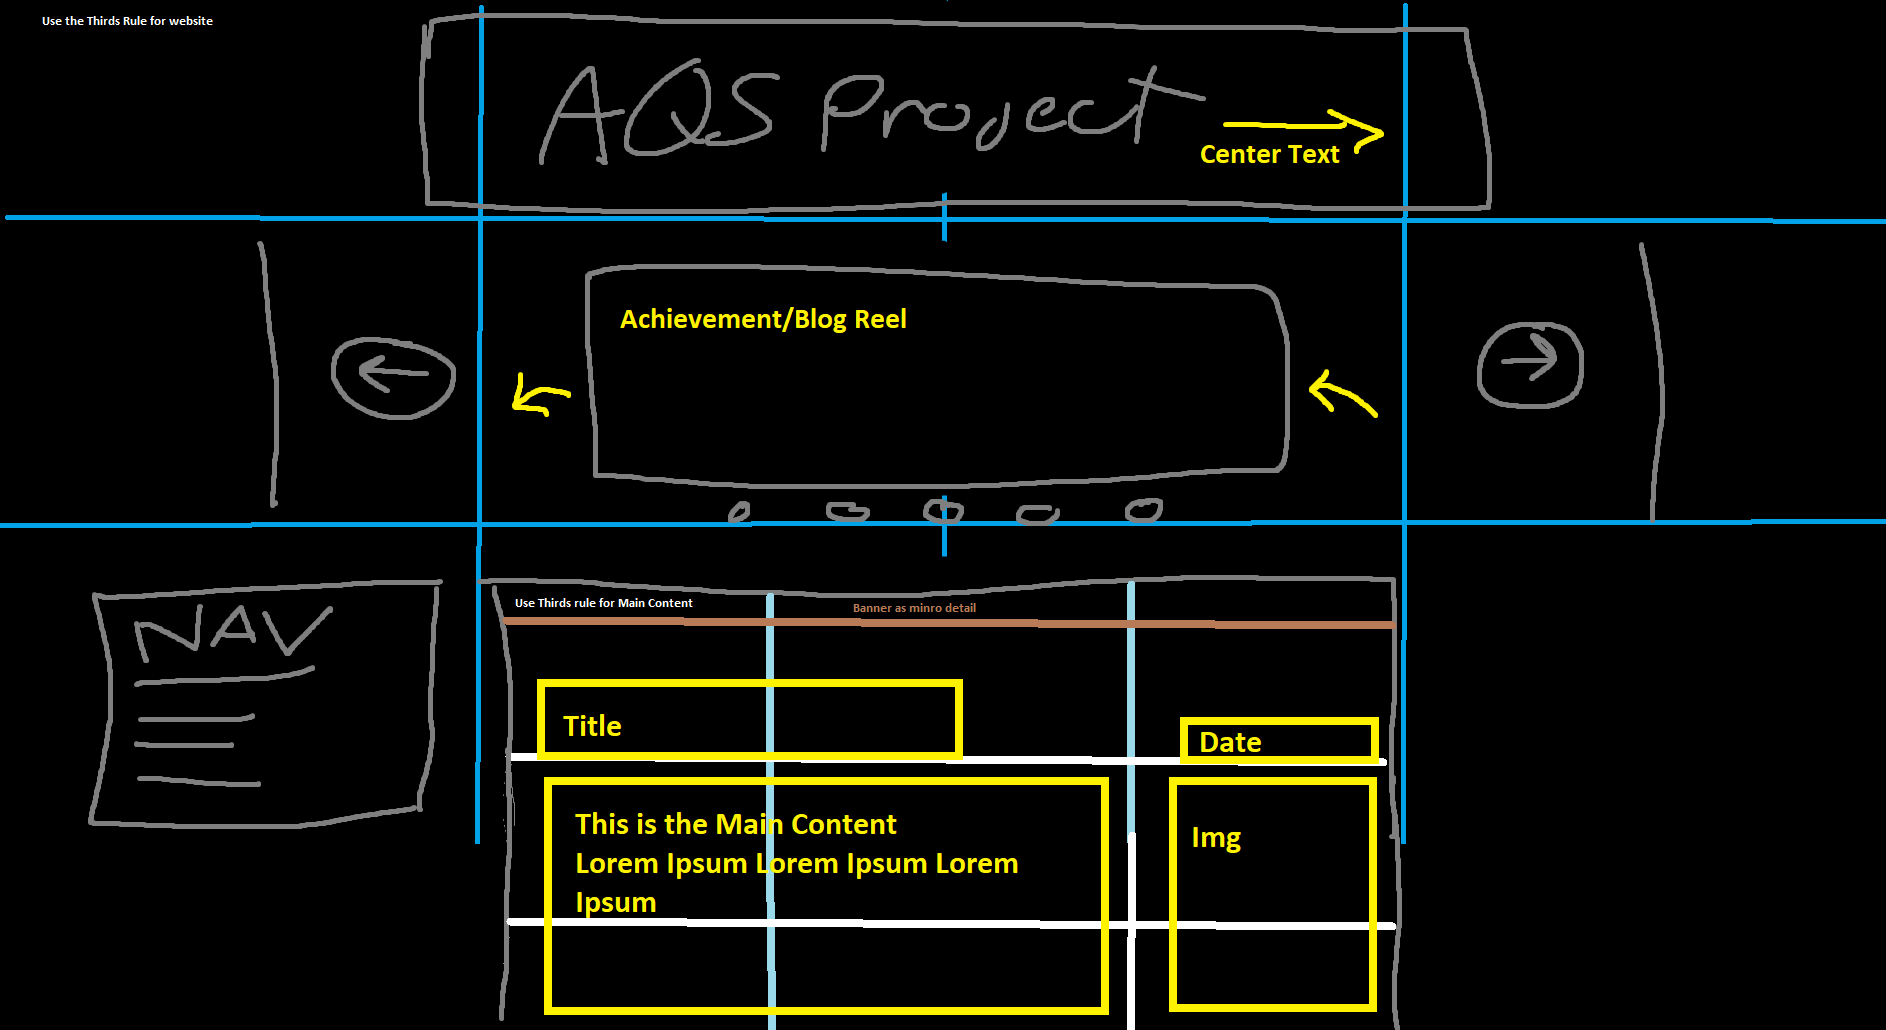 Use the Thirds Rule for website
AQS Project
Center Text
Achievement/Blog Reel
NAV
Use Thirds rule for Main Content
Banner as minro detail
Title
Date
This is the Main Content
Lorem Ipsum Lorem Ipsum Lorem
Ipsum
Img